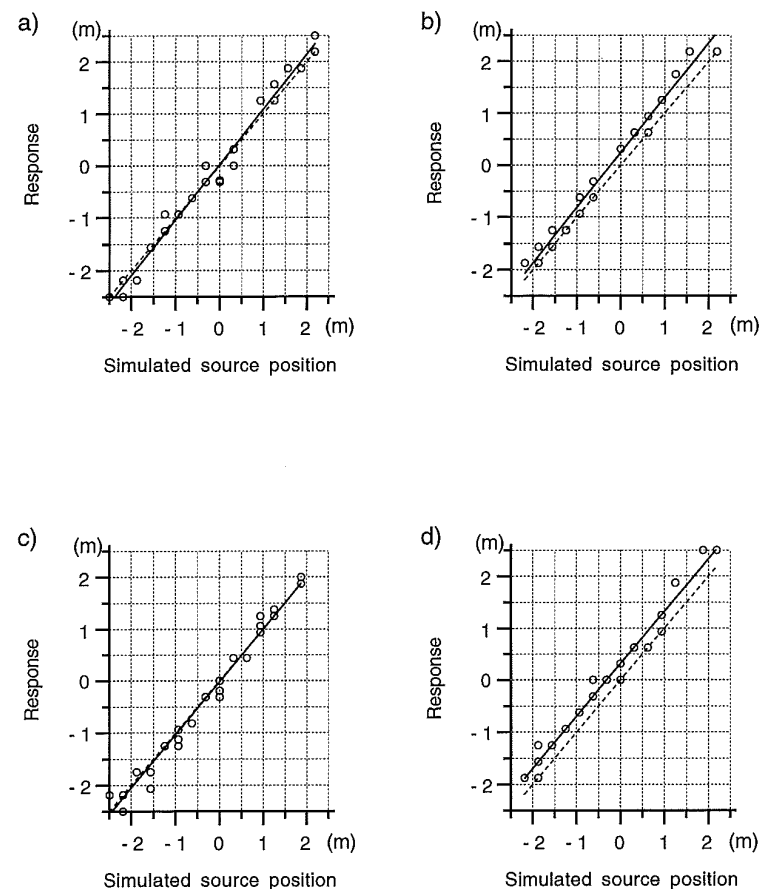 a)
(m)
2
1
0
- 1
- 2
Response
- 2 - 1 0 1 2 (m)
Simulated source position
b)
(m)
2
1
0
- 1
- 2
Response
- 2 - 1 0 1 2 (m)
Simulated source position
c)
(m)
2
1
0
- 1
- 2
Response
- 2 - 1 0 1 2 (m)
Simulated source position
d)
(m)
2
1
0
- 1
- 2
Response
- 2 - 1 0 1 2 (m)
Simulated source position